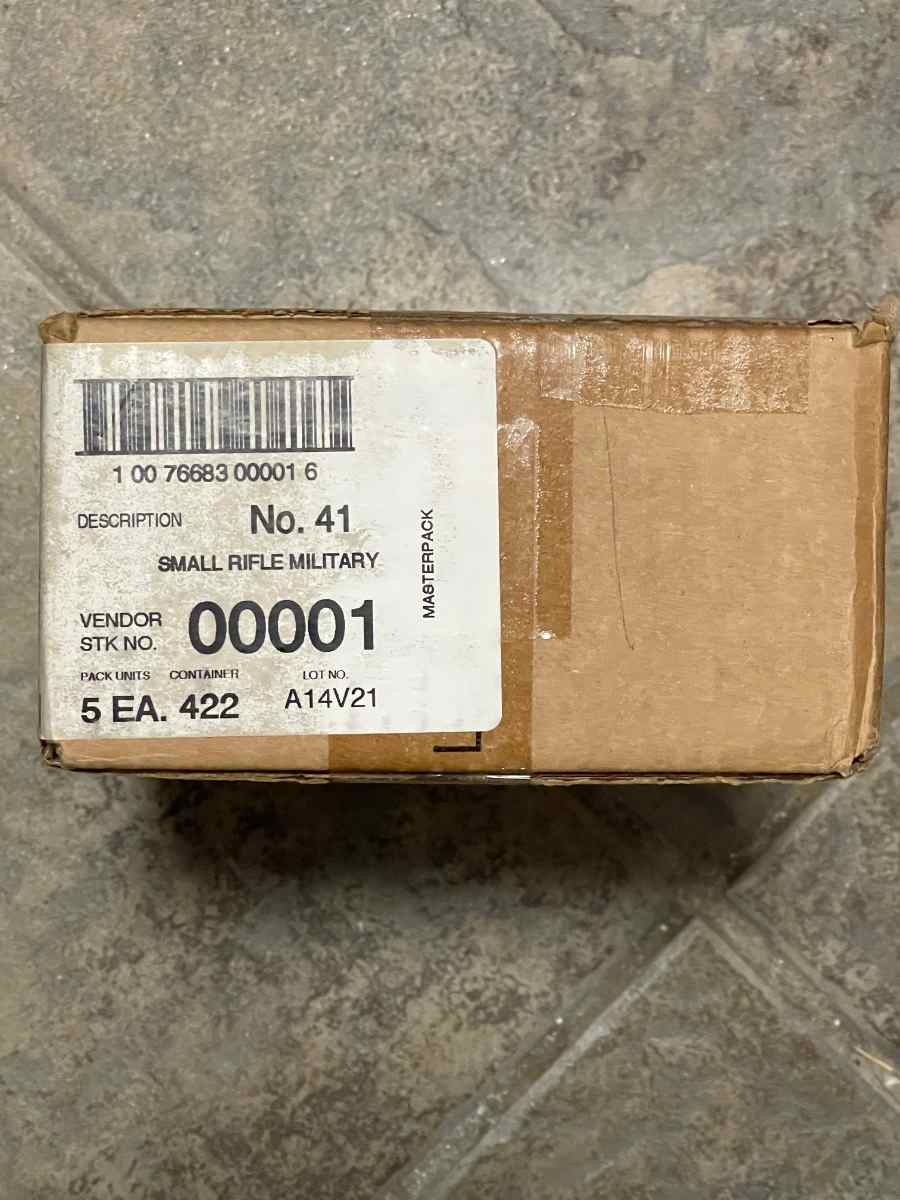 1 00 76683 00001 6
DESCRIPTION No. 41
SMALL RIFLE MILITARY
MASTERPACK
VENDOR
STK NO. 00001
PACK UNITS CONTAINER LOT NO.
5 EA. 422 A14V21